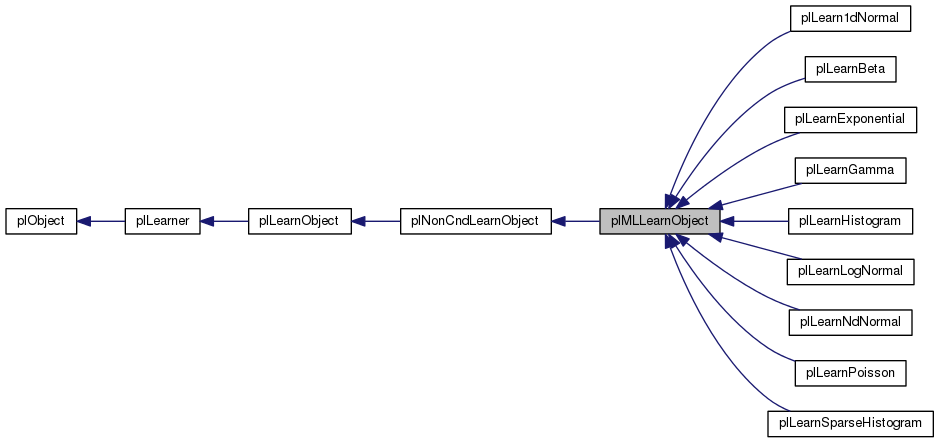 plLearn1dNormal
plLearnBeta
plLearnExponential
plLearnGamma
plObject
plLearner
plLearnObject
plNonCndLearnObject
plMLLearnObject
plLearnHistogram
plLearnLogNormal
plLearnNdNormal
plLearnPoisson
plLearnSparseHistogram